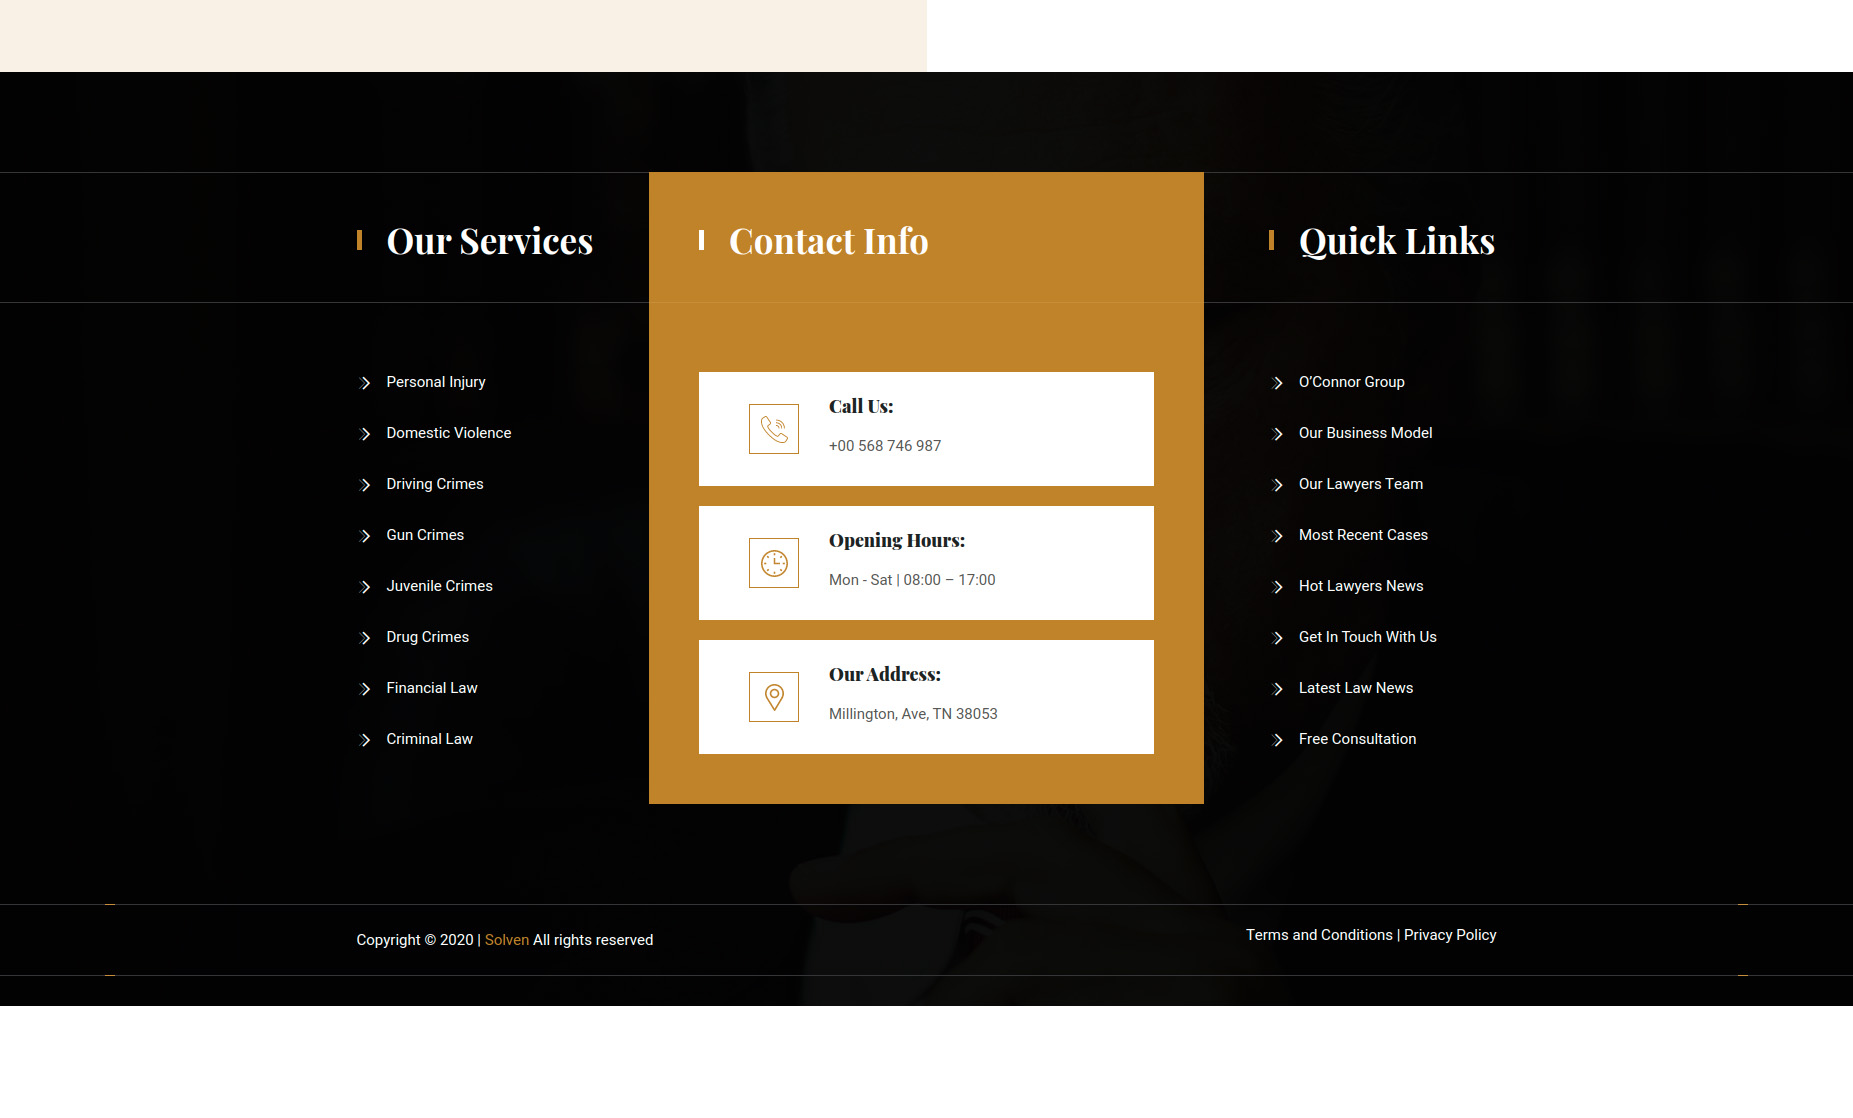 Our Services
Personal Injury
Domestic Violence
Driving Crimes
Gun Crimes
Juvenile Crimes
Drug Crimes
Financial Law
Criminal Law
Contact Info
Call Us:
+00 568 746 987
Opening Hours:
Mon - Sat | 08:00 – 17:00
Our Address:
Millington, Ave, TN 38053
Quick Links
O’Connor Group
Our Business Model
Our Lawyers Team
Most Recent Cases
Hot Lawyers News
Get In Touch With Us
Latest Law News
Free Consultation
Copyright © 2020 | Solven All rights reserved
Terms and Conditions | Privacy Policy